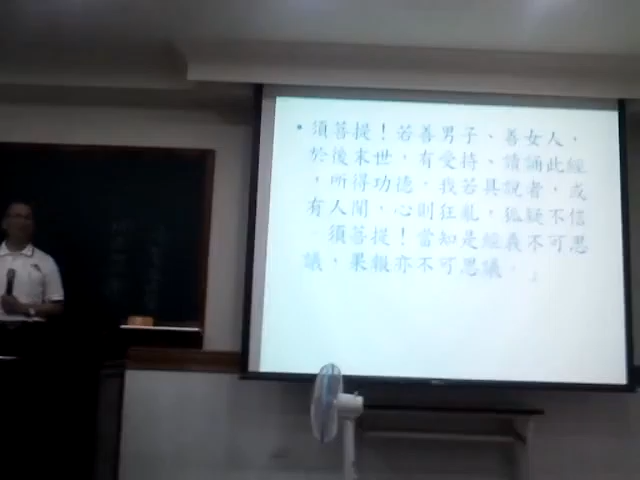 •須菩提！若善男子、善女人，
於後末世，有受持、讀誦此經
，所得功德，我若具說者，或
有人聞，心則狂亂，狐疑不信
。須菩提！當知是經義不可思
議，果報亦不可思議。」